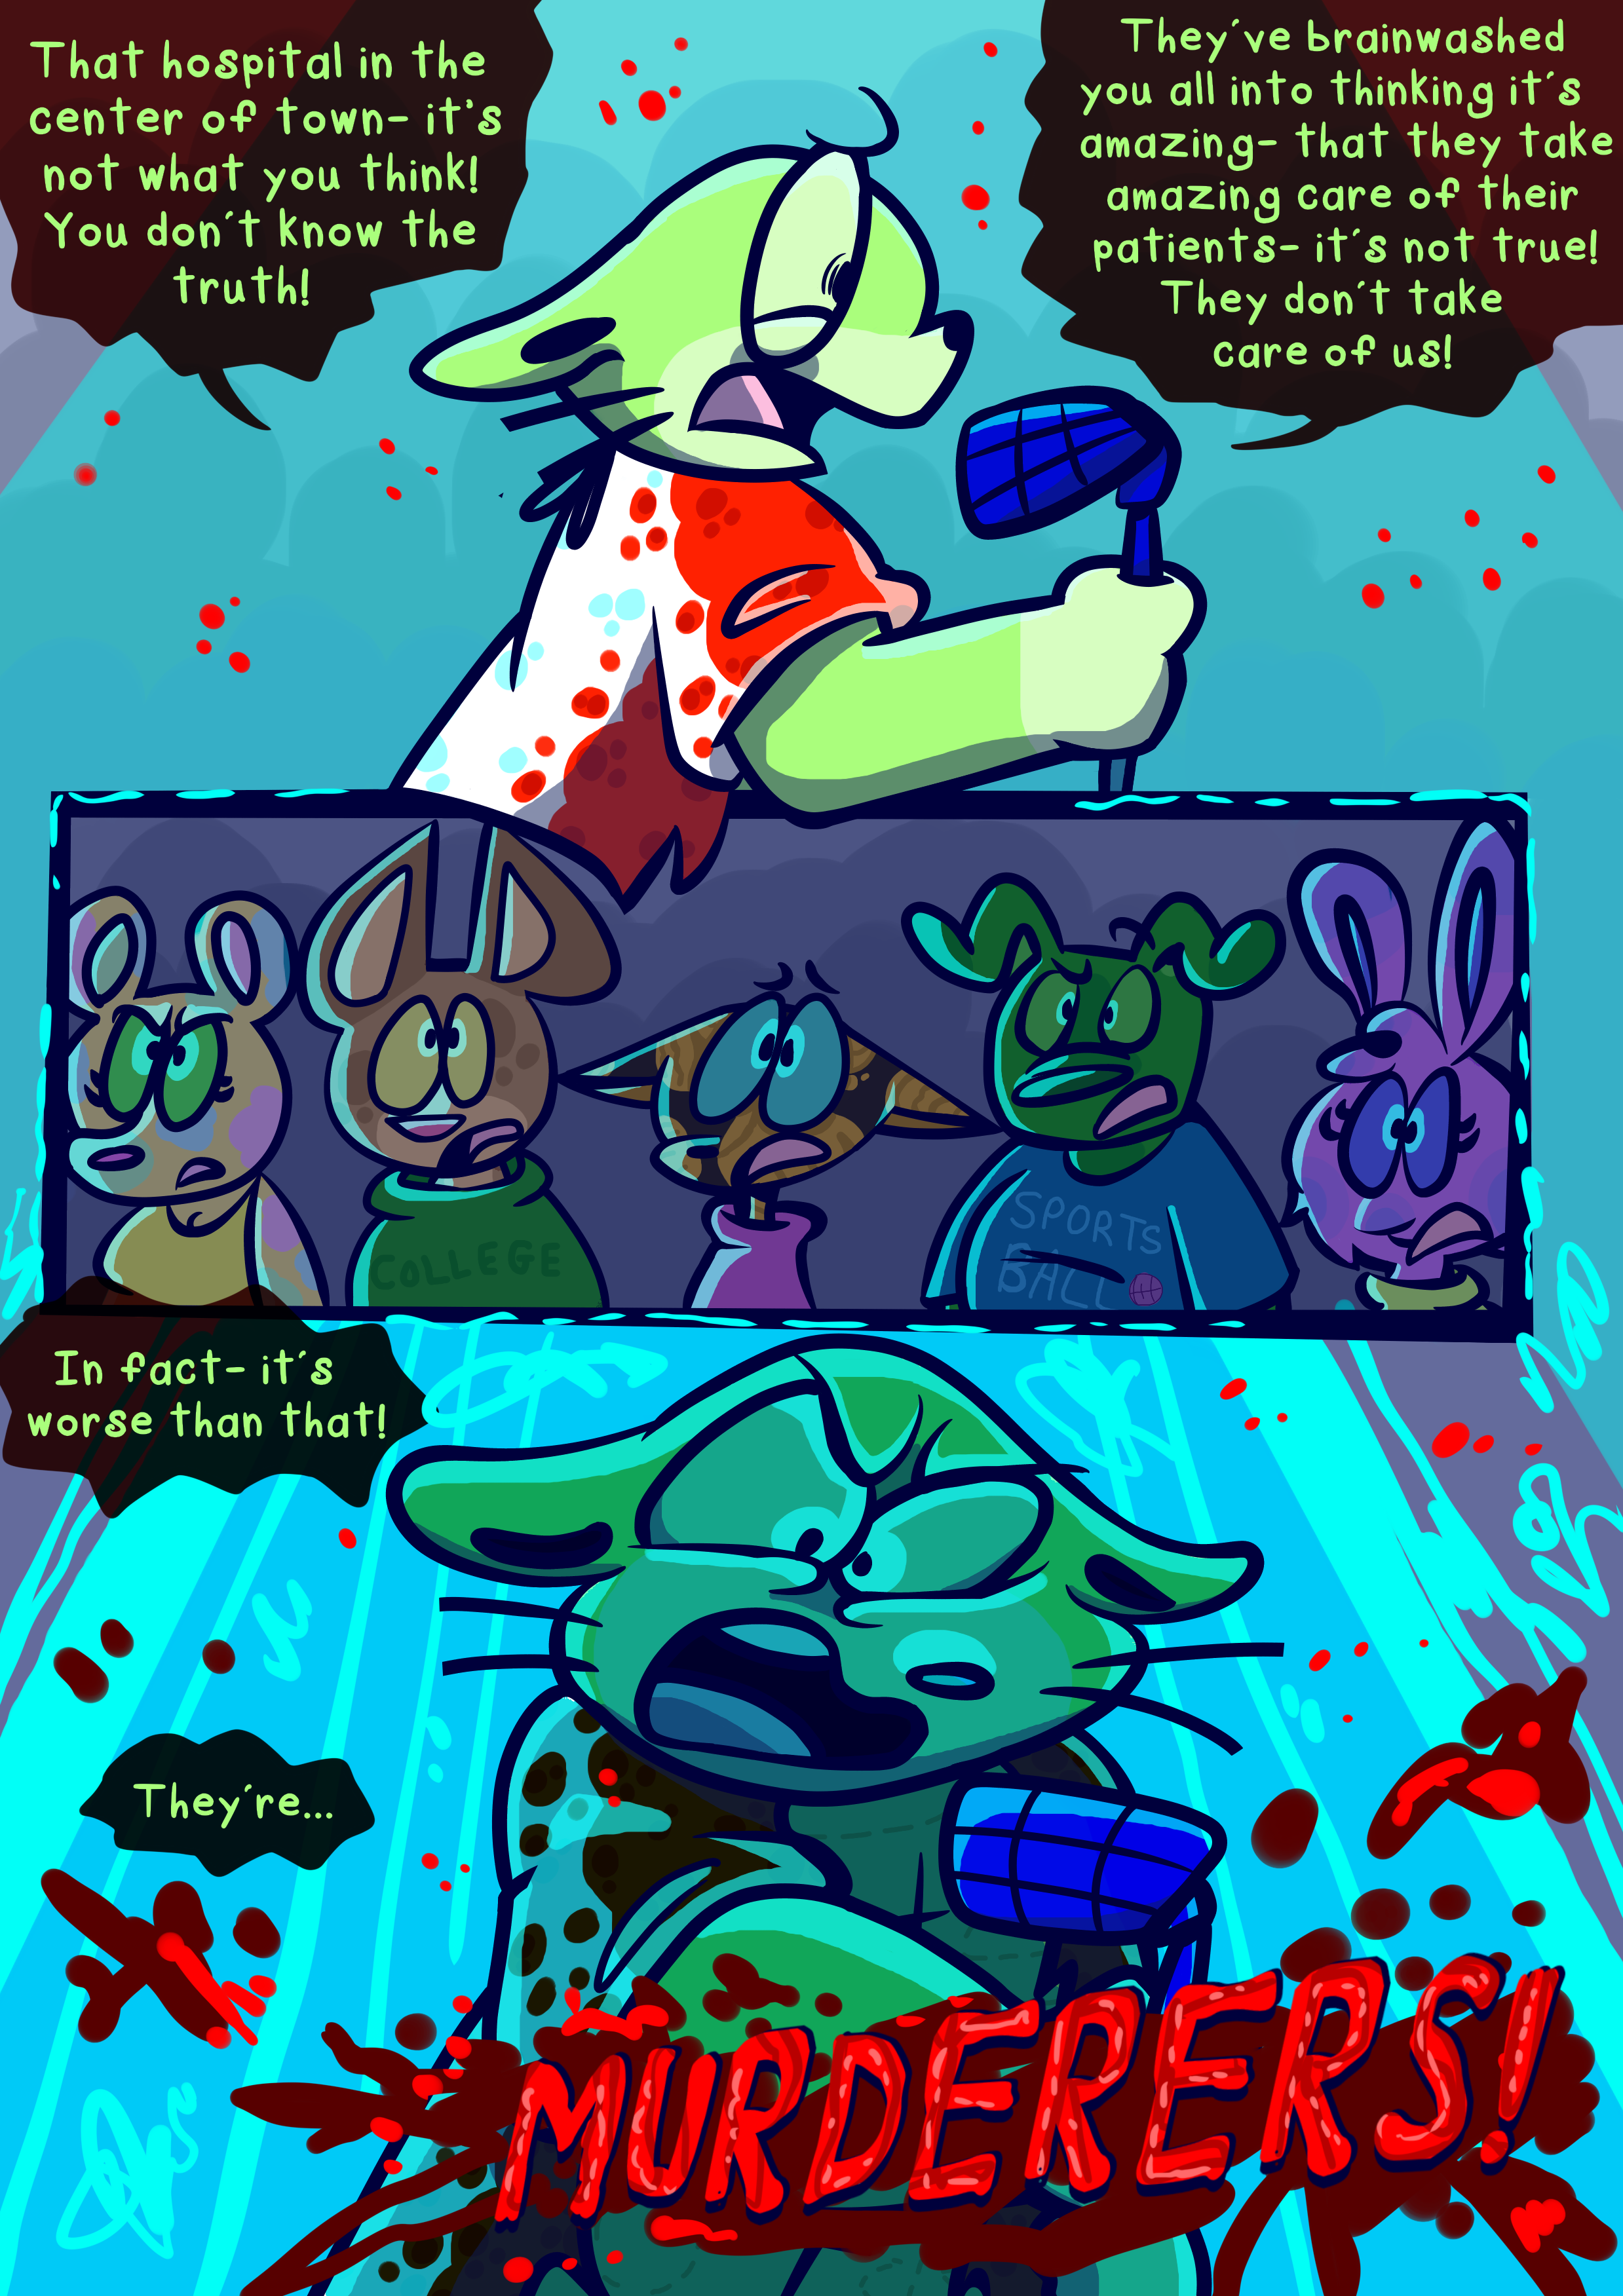 That hospital in the
center of town- it's
not what you think!
You don't know the
truth!
They've brainwashed
you all into thinking it's
amazing- that they take
amazing care of their
patients- it's not true!
They don't take
care of us!
COLLEGE
SPORTS
BALL
In fact- it's
worse than that!
They're...
MURDERERS!